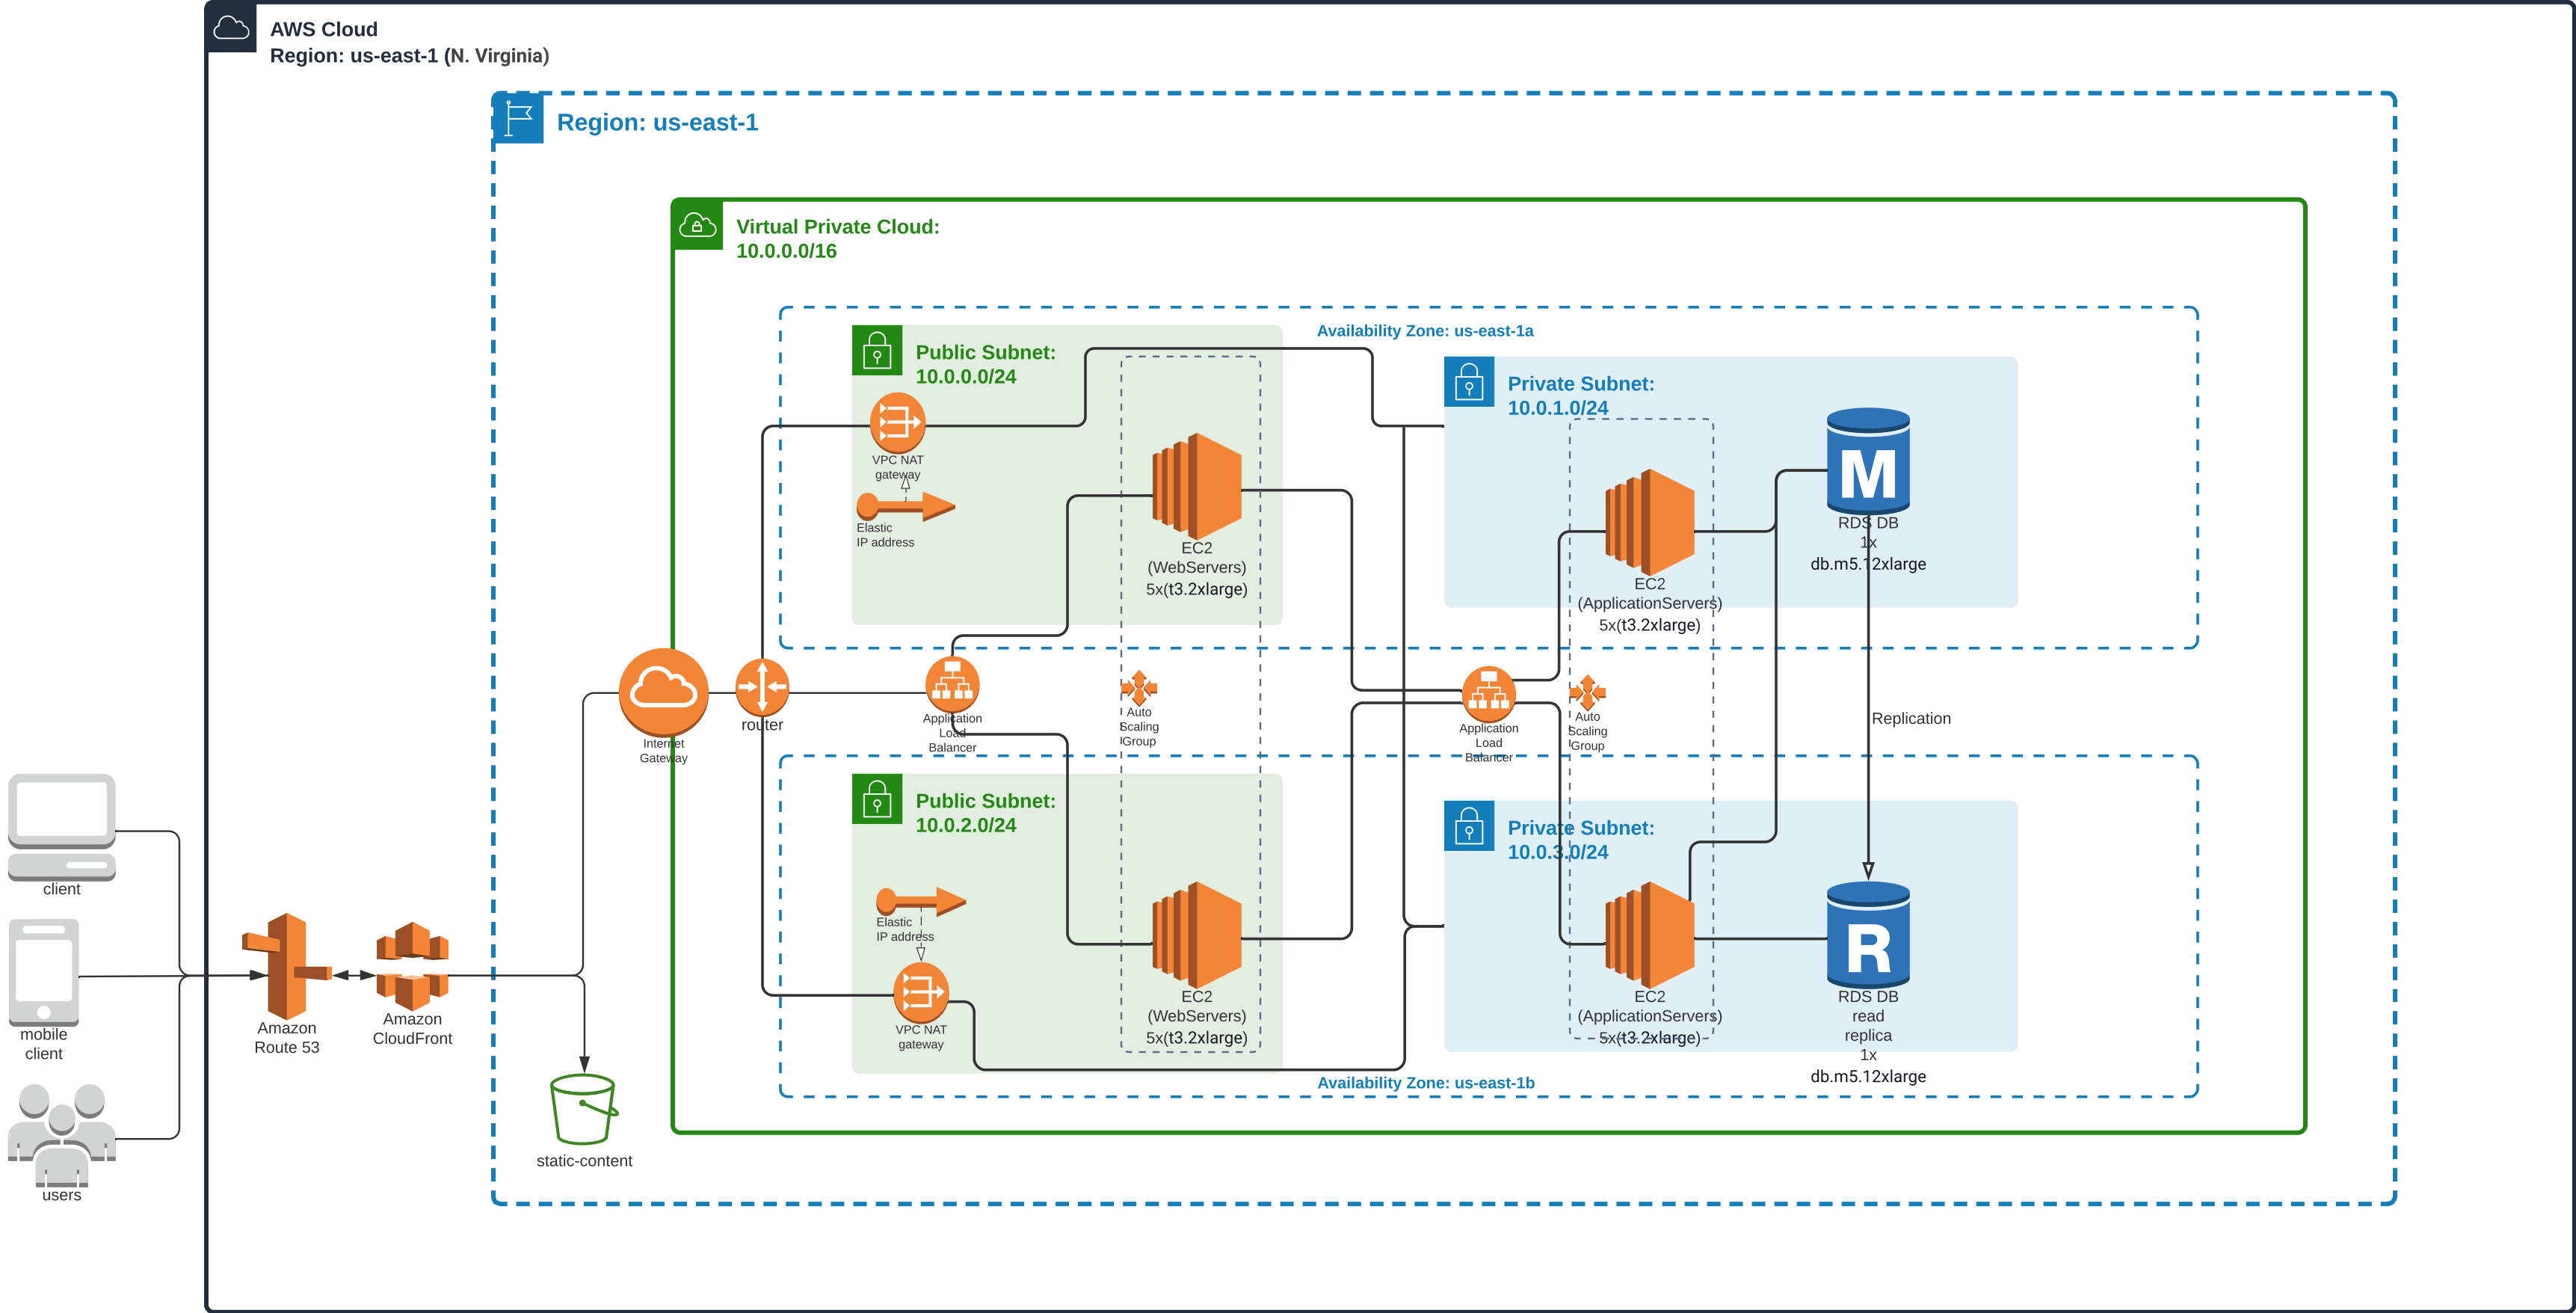 AWS Cloud
Region: us-east-1 (N. Virginia)
Region: us-east-1
Virtual Private Cloud:
10.0.0.0/16
Availability Zone: us-east-1a
Public Subnet:
10.0.0.0/24
VPC NAT
gateway
Elastic
IP address
EC2
(WebServers)
5x(t3.2xlarge)
Private Subnet:
10.0.1.0/24
EC2
(ApplicationServers)
5x(t3.2xlarge)
M
RDS DB
1x
db.m5.12xlarge
Internet
Gateway
router
Application
Load
Balancer
Auto
Scaling
Group
Application
Load
Balancer
Auto
Scaling
Group
Replication
Public Subnet:
10.0.2.0/24
Elastic
IP address
VPC NAT
gateway
EC2
(WebServers)
5x(t3.2xlarge)
Private Subnet:
10.0.3.0/24
EC2
(ApplicationServers)
5x(t3.2xlarge)
R
RDS DB
read
replica
1x
db.m5.12xlarge
Availability Zone: us-east-1b
client
mobile
client
users
Amazon
Route 53
Amazon
CloudFront
static-content